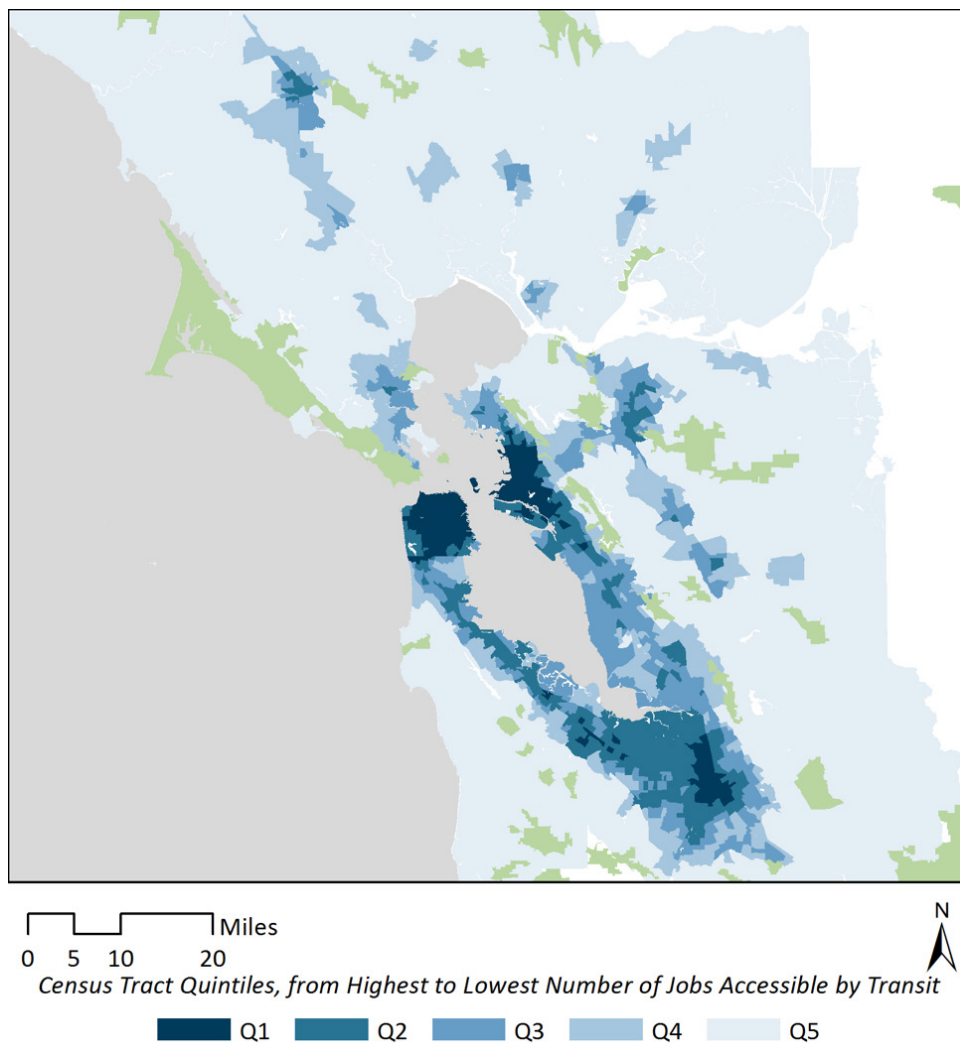 Miles
N
0 5 10 20
Census Tract Quintiles, from Highest to Lowest Number of Jobs Accessible by Transit
Q1 Q2 Q3 Q4 Q5